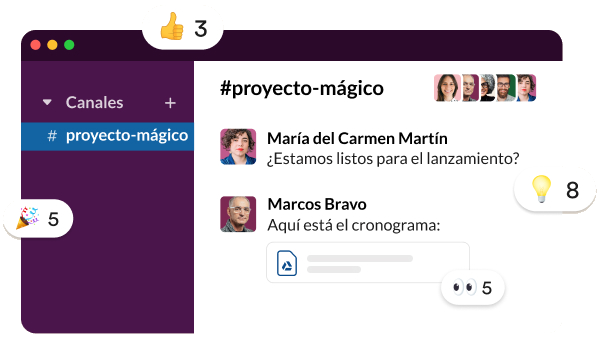 👍 3
Canales +
# proyecto-mágico
🎉 5
#proyecto-mágico
María del Carmen Martín
¿Estamos listos para el lanzamiento?
💡 8
Marcos Bravo
Aquí está el cronograma:
👀 5